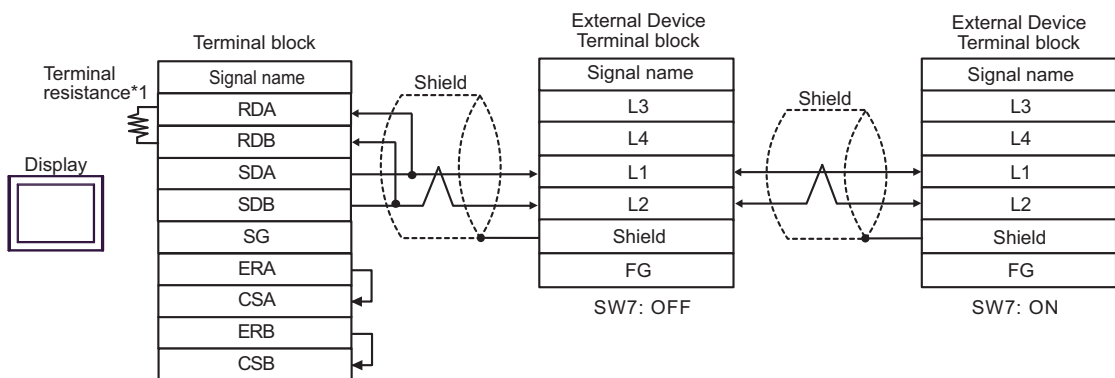 Display
Terminal
resistance*1
Terminal block
Signal name
RDA
RDB
SDA
SDB
SG
ERA
CSA
ERB
CSB
Shield
External Device
Terminal block
Signal name
L3
L4
L1
L2
Shield
FG
SW7: OFF
Shield
External Device
Terminal block
Signal name
L3
L4
L1
L2
Shield
FG
SW7: ON